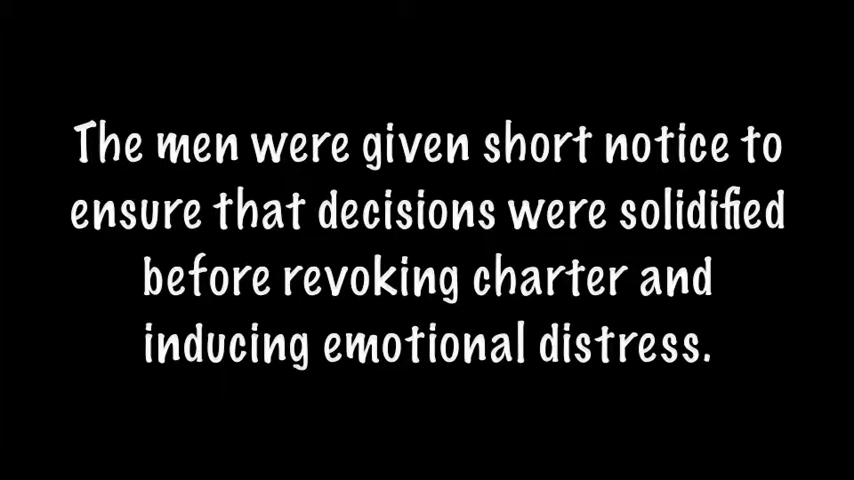 The men were given short notice to
ensure that decisions were solidified
before revoking charter and
inducing emotional distress.